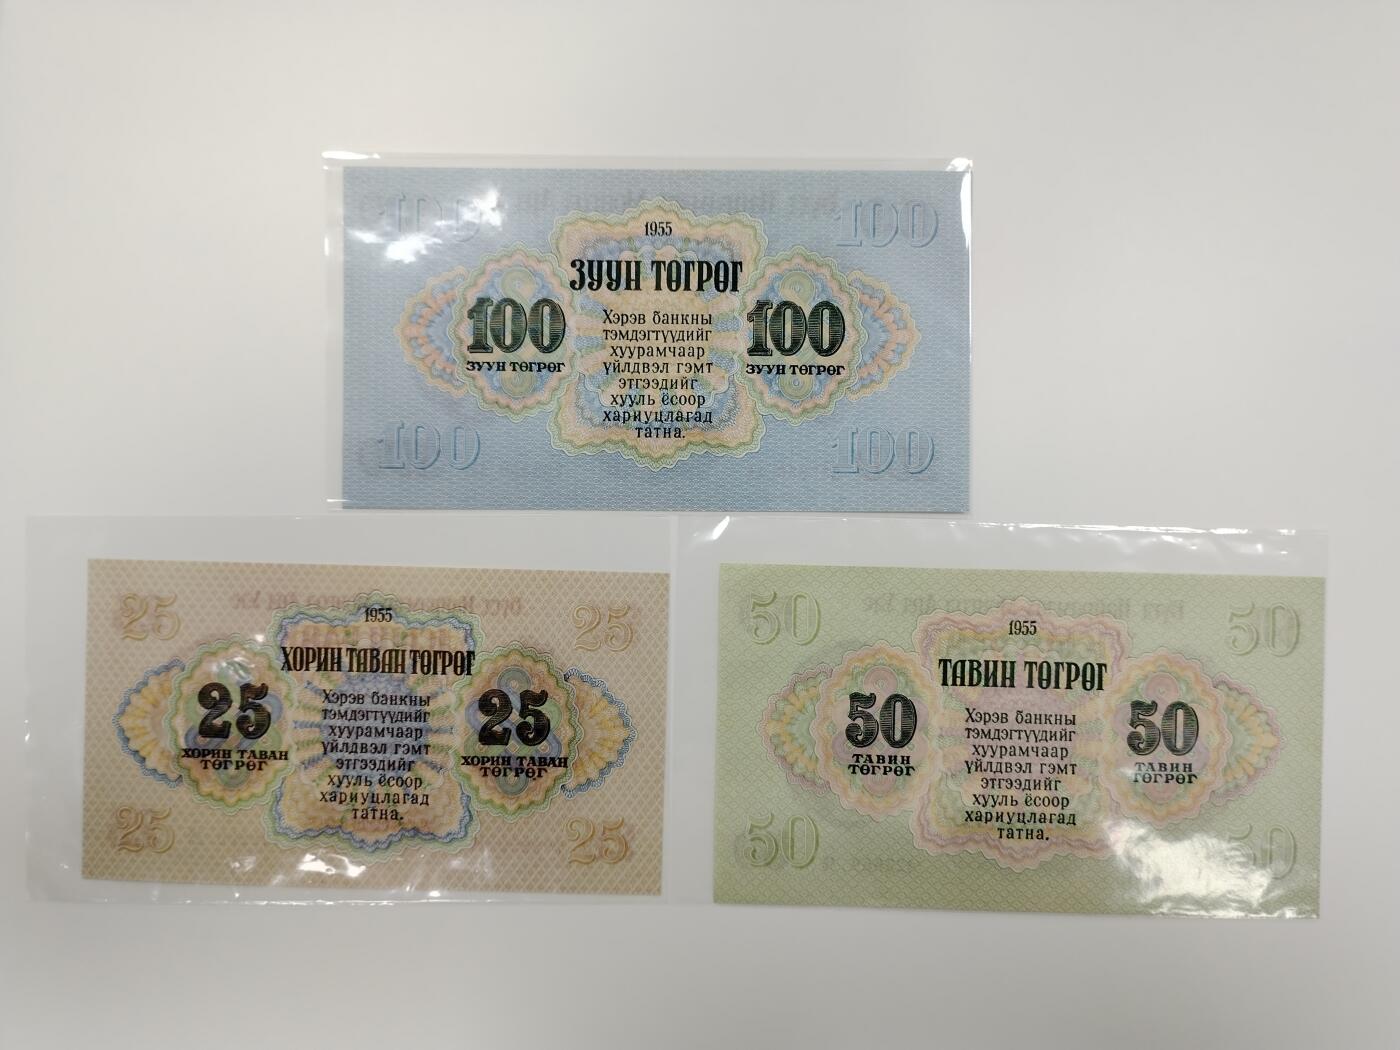 100
100
1955
ЗУУН ТӨГРӨГ
100
ЗУУН ТӨГРӨГ
100
ЗУУН ТӨГРӨГ
Хэрэв банкны
тэмдэгтүүдийг
хуурамчаар
үйлдвэл гэмт
этгээдийг
хууль ёсоор
хариуцлагад
татна.
100
100
25
25
1955
ХОРИН ТАВАН ТӨГРӨГ
25
ХОРИН ТАВАН
ТӨГРӨГ
25
ХОРИН ТАВАН
ТӨГРӨГ
Хэрэв банкны
тэмдэгтүүдийг
хуурамчаар
үйлдвэл гэмт
этгээдийг
хууль ёсоор
хариуцлагад
татна.
25
25
50
50
1955
ТАВИН ТӨГРӨГ
50
ТАВИН
ТӨГРӨГ
50
ТАВИН
ТӨГРӨГ
Хэрэв банкны
тэмдэгтүүдийг
хуурамчаар
үйлдвэл гэмт
этгээдийг
хууль ёсоор
хариуцлагад
татна.
50
50